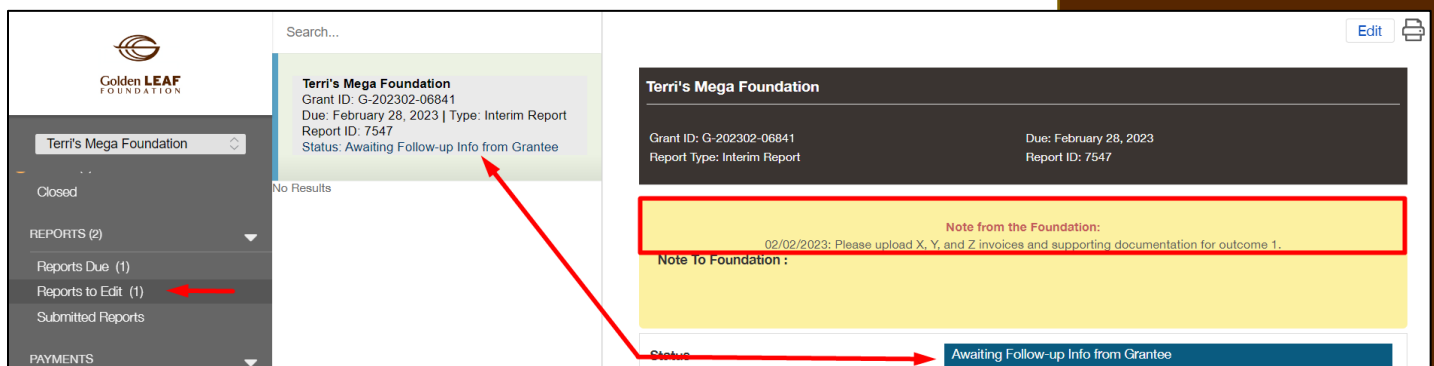 Golden LEAF
FOUNDATION
Terri's Mega Foundation
Closed
REPORTS (2)
Reports Due (1)
Reports to Edit (1)
Submitted Reports
PAYMENTS
Search...
Terri's Mega Foundation
Grant ID: G-202302-06841
Due: February 28, 2023 | Type: Interim Report
Report ID: 7547
Status: Awaiting Follow-up Info from Grantee
No Results
Edit
Terri's Mega Foundation
Grant ID: G-202302-06841
Due: February 28, 2023
Report Type: Interim Report
Report ID: 7547
Note from the Foundation:
02/02/2023: Please upload X, Y, and Z invoices and supporting documentation for outcome 1.
Note To Foundation :
Status
Awaiting Follow-up Info from Grantee